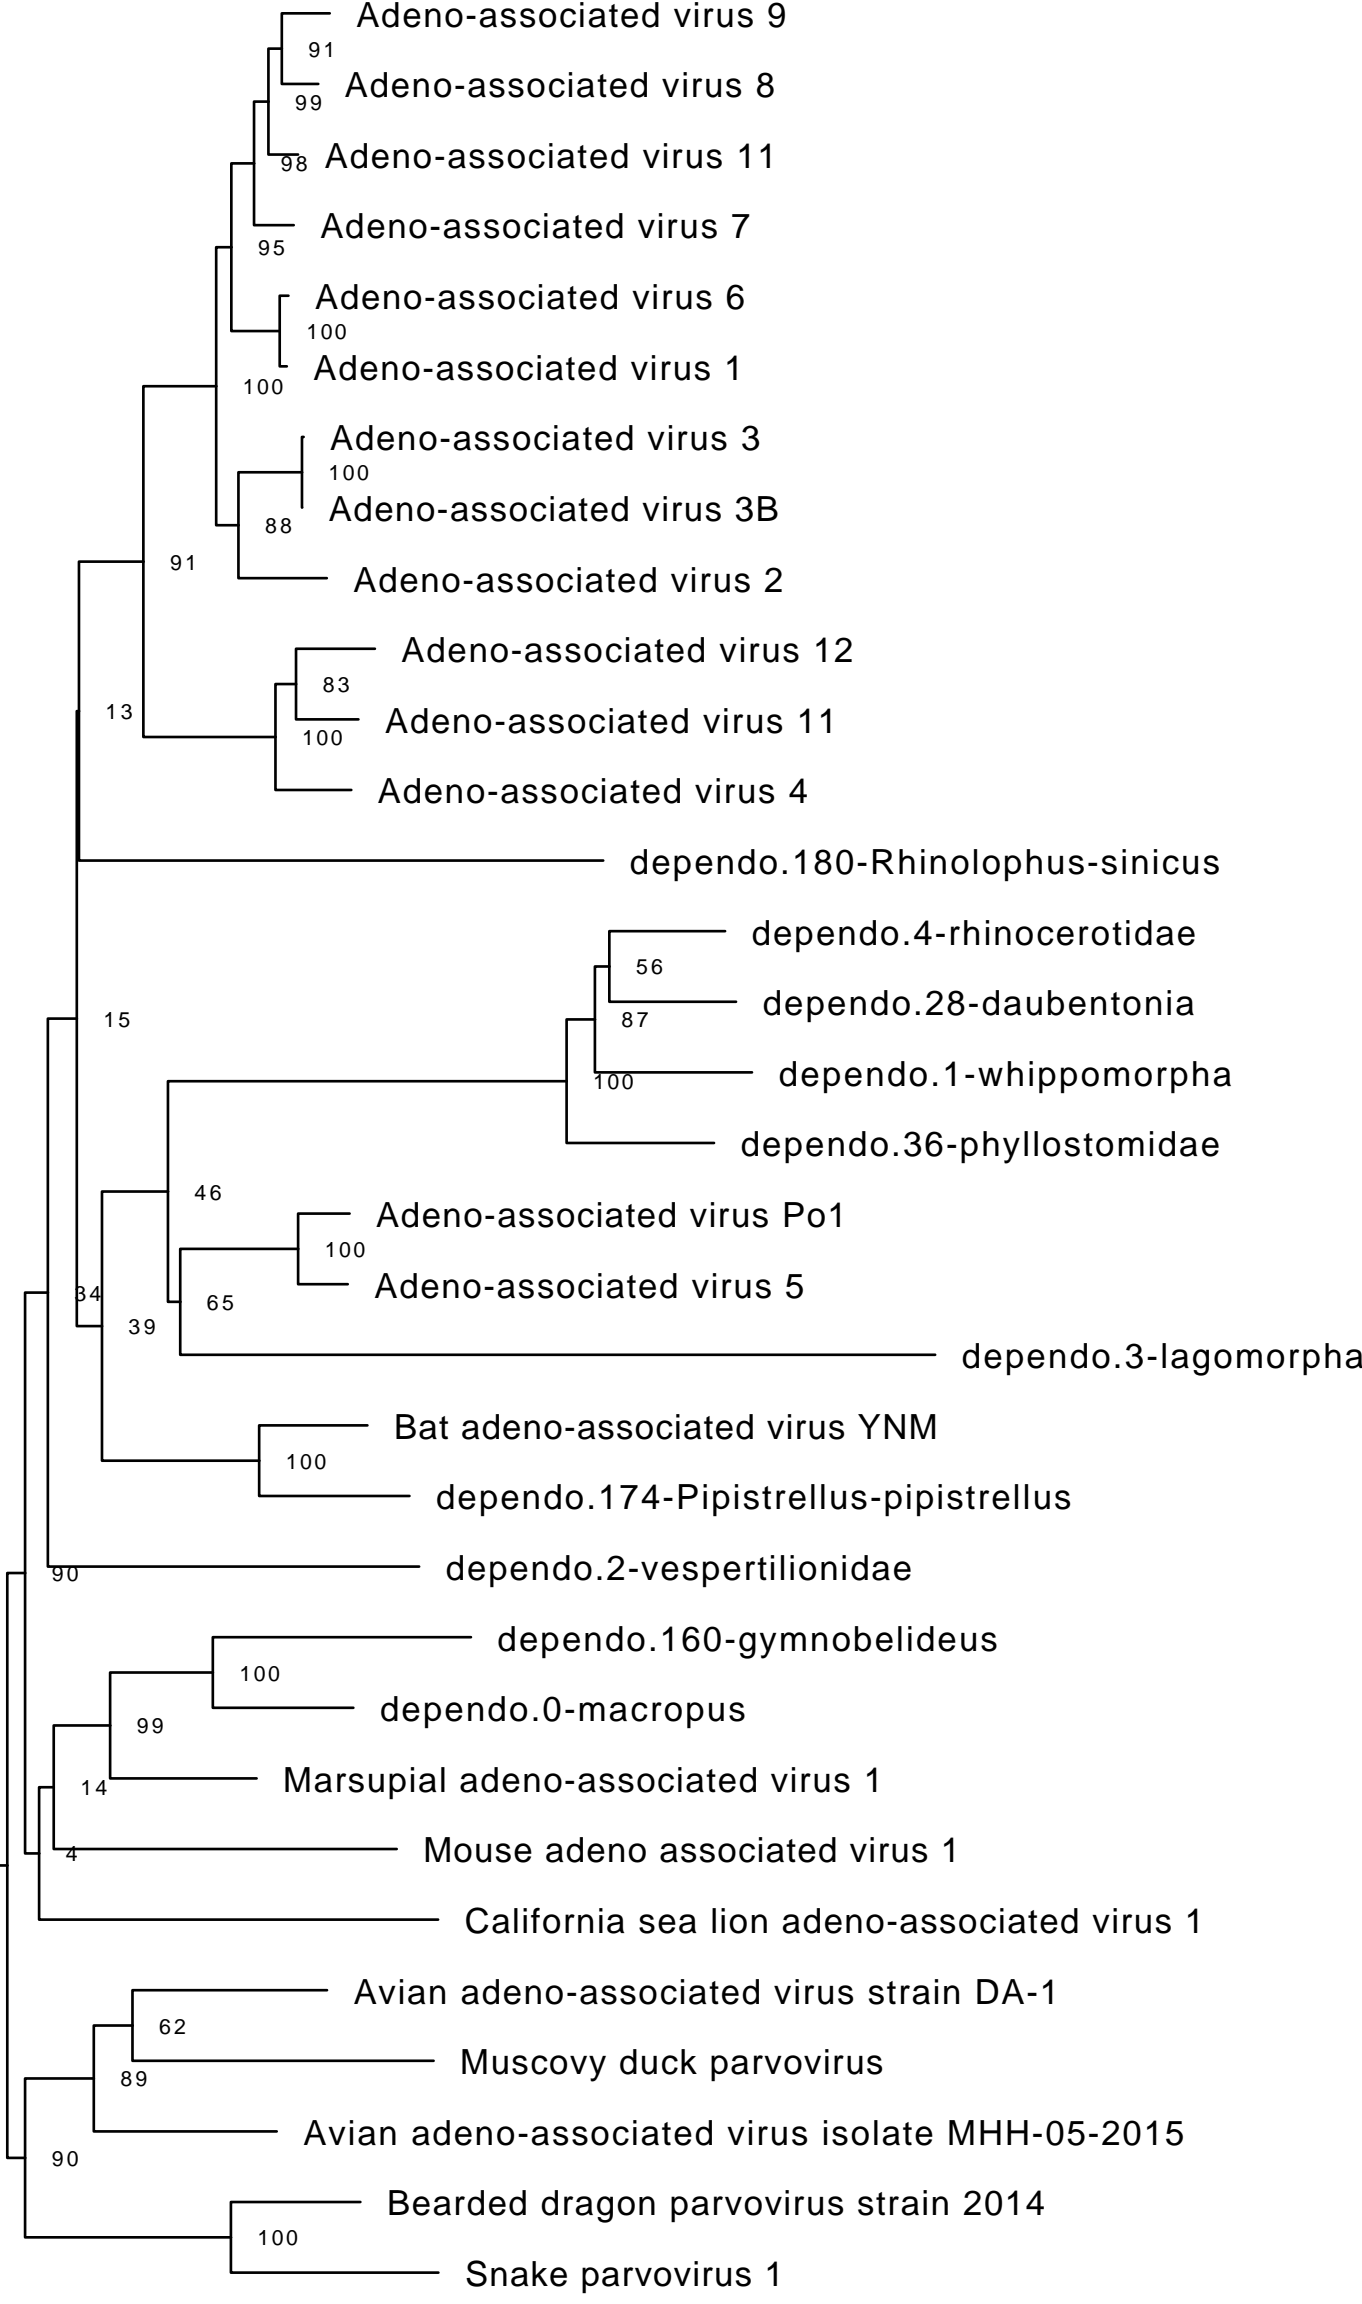 Adeno-associated virus 9
91
Adeno-associated virus 8
99
Adeno-associated virus 11
98
Adeno-associated virus 7
95
Adeno-associated virus 6
100
Adeno-associated virus 1
100
Adeno-associated virus 3
100
Adeno-associated virus 3B
88
91
Adeno-associated virus 2
Adeno-associated virus 12
83
13
Adeno-associated virus 11
100
Adeno-associated virus 4
dependo.180-Rhinolophus-sinicus
dependo.4-rhinocerotidae
56
dependo.28-daubentonia
15
87
dependo.1-whippomorpha
100
dependo.36-phyllostomidae
46
Adeno-associated virus Po1
100
Adeno-associated virus 5
34
65
39
dependo.3-lagomorpha
Bat adeno-associated virus YNM
100
dependo.174-Pipistrellus-pipistrellus
dependo.2-vespertilionidae
90
dependo.160-gymnobelideus
100
dependo.0-macropus
99
Marsupial adeno-associated virus 1
14
Mouse adeno associated virus 1
4
California sea lion adeno-associated virus 1
Avian adeno-associated virus strain DA-1
62
Muscovy duck parvovirus
89
Avian adeno-associated virus isolate MHH-05-2015
90
Bearded dragon parvovirus strain 2014
100
Snake parvovirus 1